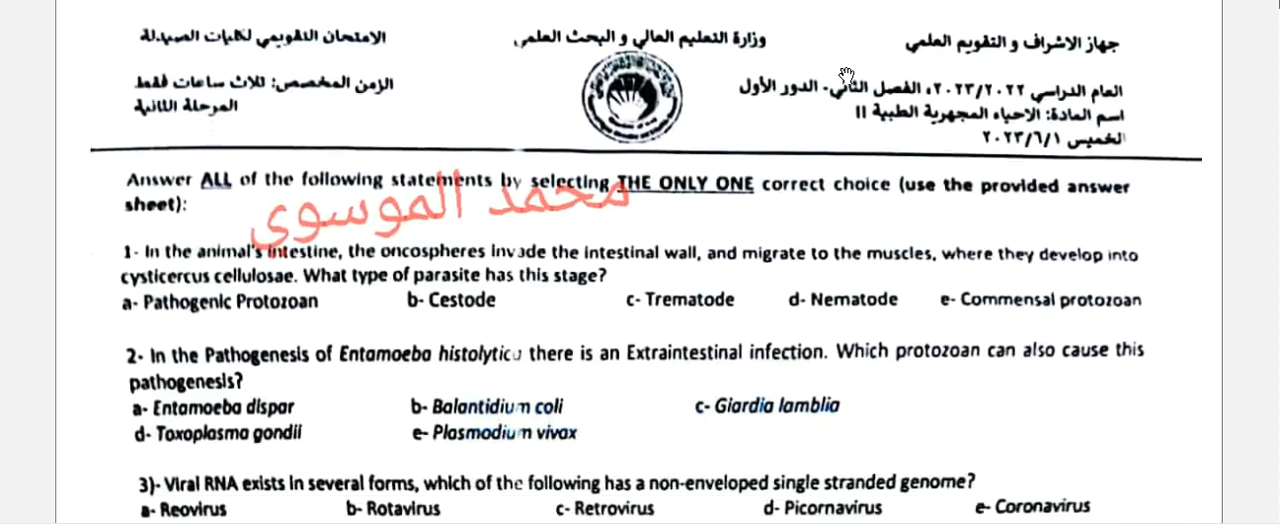 جهاز الاشراف و التقويم العلمي
وزارة التعليم العالي و البحث العلمي
الامتحان التقويمي لكليات الصيدلة
العام الدراسي ٢٠٢٣/٢٠٢٢، الفصل الثاني- الدور الأول
الزمن المخصص: ثلاث ساعات فقط
اسم المادة: الاحياء المجهرية الطبية II
المرحلة الثانية
الخميس ٢٠٢٣/٦/١
Answer ALL of the following statements by selecting THE ONLY ONE correct choice (use the provided answer
sheet):
محمد الموسوي
1- In the animal's intestine, the oncospheres invade the intestinal wall, and migrate to the muscles, where they develop into
cysticercus cellulosae. What type of parasite has this stage?
a- Pathogenic Protozoan b- Cestode c- Trematode d- Nematode e- Commensal protozoan
2- In the Pathogenesis of Entamoeba histolytica there is an Extraintestinal infection. Which protozoan can also cause this
pathogenesis?
a- Entamoeba dispar b- Balantidium coli c- Giardia lamblia
d- Toxoplasma gondii e- Plasmodium vivax
3)- Viral RNA exists in several forms, which of the following has a non-enveloped single stranded genome?
a- Reovirus b- Rotavirus c- Retrovirus d- Picornavirus e- Coronavirus